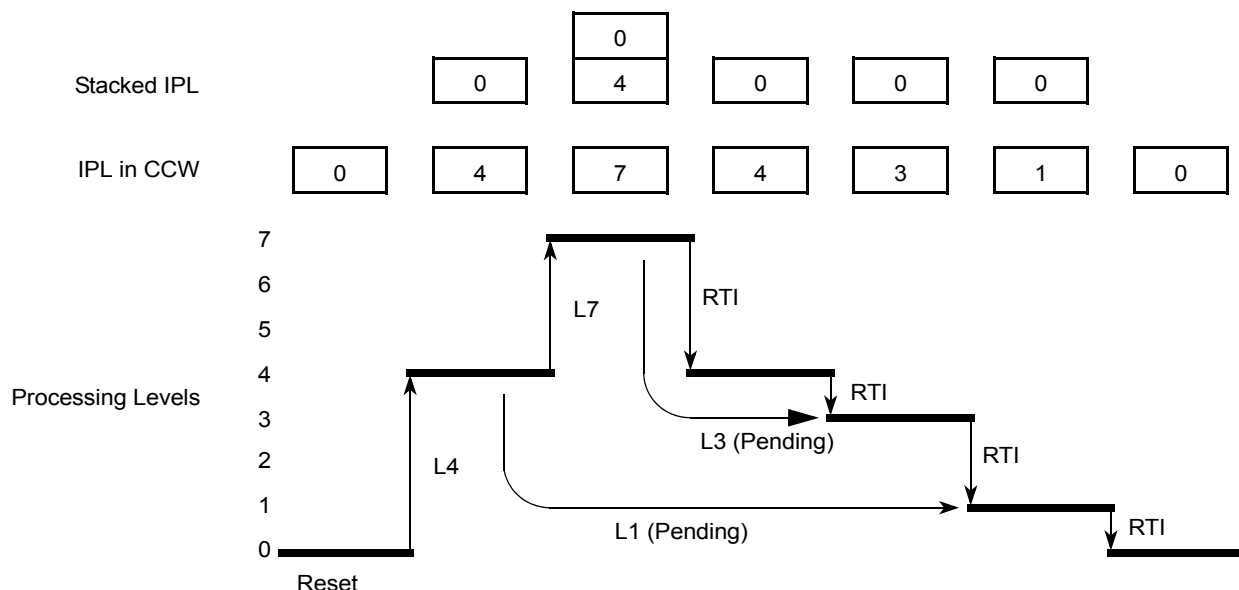 0
Stacked IPL 0 4 0 0 0
IPL in CCW 0 4 7 4 3 1 0
7
6
L7 RTI
5
4
Processing Levels RTI
3
L3 (Pending)
2 L4 RTI
1
L1 (Pending) RTI
0
Reset